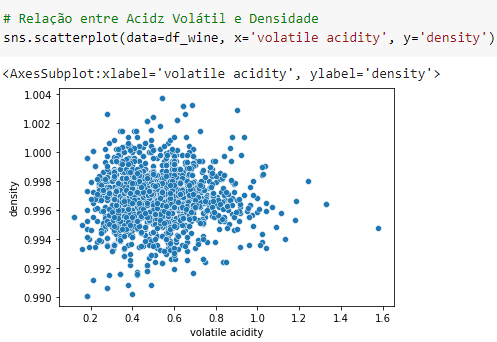 # Relação entre Acidz Volátil e Densidade
sns.scatterplot(data=df_wine, x='volatile acidity', y='density')
<AxesSubplot:xlabel='volatile acidity', ylabel='density'>
1.004
1.002
1.000
0.998
0.996
0.994
0.992
0.990
density
0.2 0.4 0.6 0.8 1.0 1.2 1.4 1.6
volatile acidity